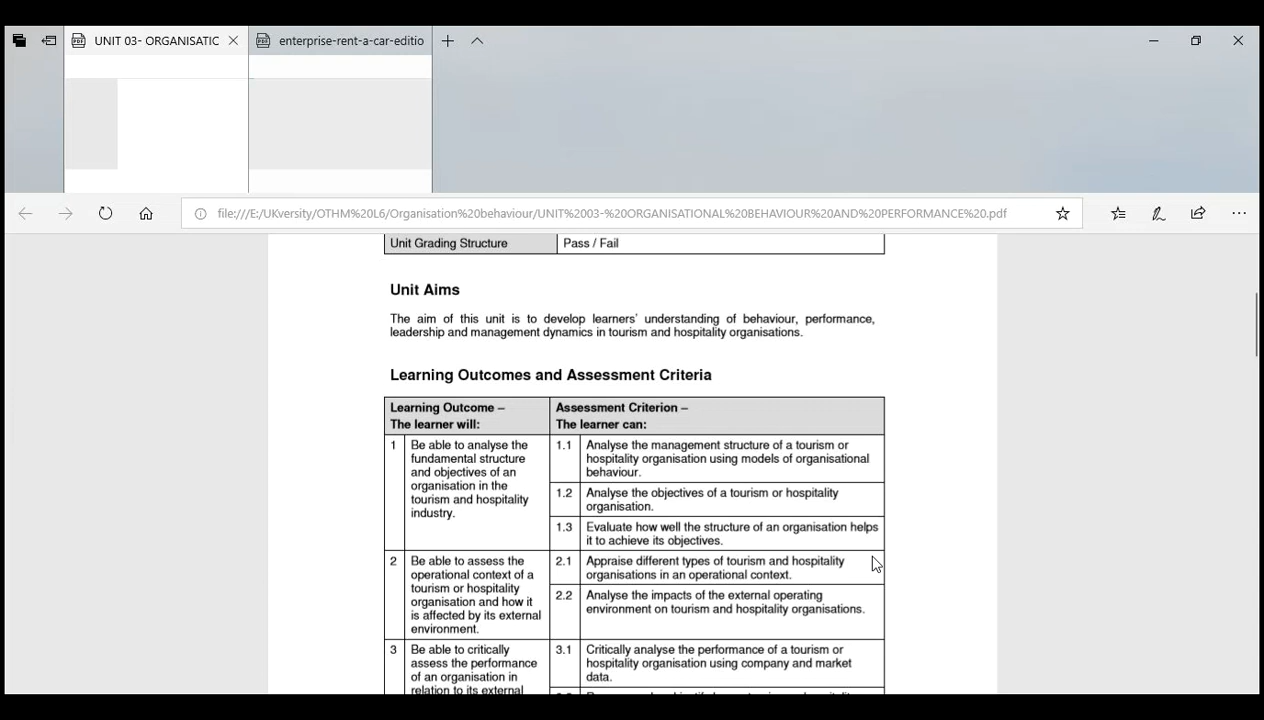 UNIT 03- ORGANISATIC
enterprise-rent-a-car-editio
file:///E:/UKversity/OTHM%20L6/Organisation%20behaviour/UNIT%2003-%20ORGANISATIONAL%20BEHAVIOUR%20AND%20PERFORMANCE%20.pdf
Unit Grading Structure Pass / Fail
Unit Aims
The aim of this unit is to develop learners' understanding of behaviour, performance,
leadership and management dynamics in tourism and hospitality organisations.
Learning Outcomes and Assessment Criteria
Learning Outcome –
The learner will:
Assessment Criterion –
The learner can:
1 Be able to analyse the
fundamental structure
and objectives of an
organisation in the
tourism and hospitality
industry.
1.1 Analyse the management structure of a tourism or
hospitality organisation using models of organisational
behaviour.
1.2 Analyse the objectives of a tourism or hospitality
organisation.
1.3 Evaluate how well the structure of an organisation helps
it to achieve its objectives.
2 Be able to assess the
operational context of a
tourism or hospitality
organisation and how it
is affected by its external
environment.
2.1 Appraise different types of tourism and hospitality
organisations in an operational context.
2.2 Analyse the impacts of the external operating
environment on tourism and hospitality organisations.
3 Be able to critically
assess the performance
of an organisation in
relation to its external
3.1 Critically analyse the performance of a tourism or
hospitality organisation using company and market
data.